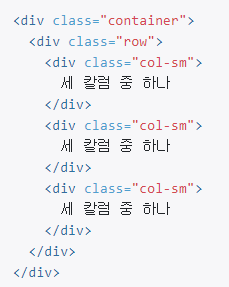 <div class="container">
  <div class="row">
    <div class="col-sm">
      세 칼럼 중 하나
    </div>
    <div class="col-sm">
      세 칼럼 중 하나
    </div>
    <div class="col-sm">
      세 칼럼 중 하나
    </div>
  </div>
</div>